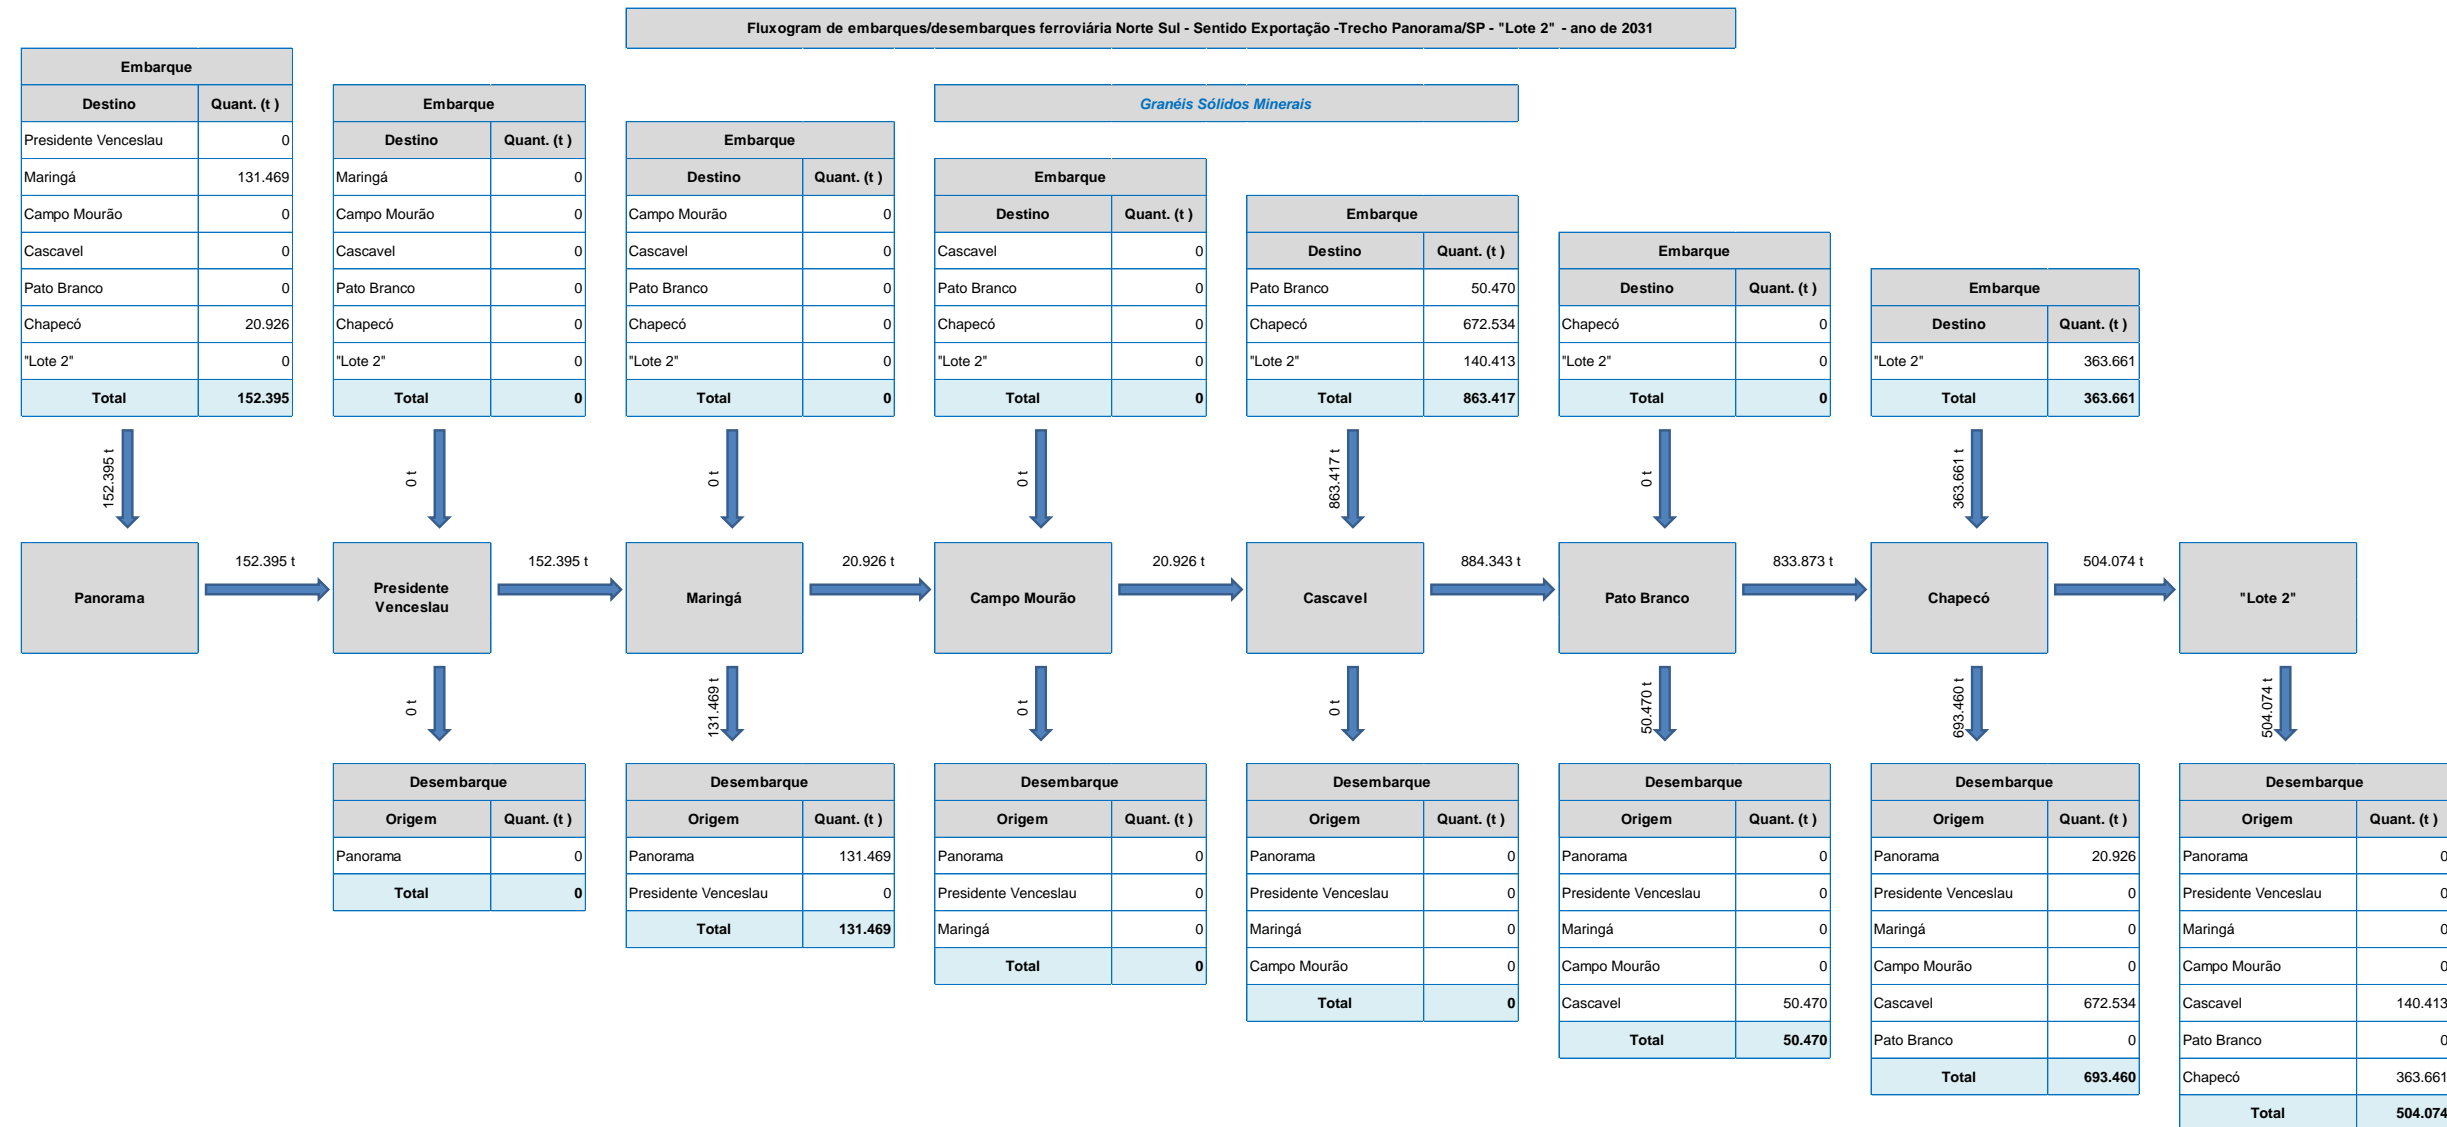 Fluxogram de embarques/desembarques ferroviária Norte Sul - Sentido Exportação -Trecho Panorama/SP - "Lote 2" - ano de 2031
Granéis Sólidos Minerais
Embarque
Destino Quant. (t )
Presidente Venceslau 0
Maringá 131.469
Campo Mourão 0
Cascavel 0
Pato Branco 0
Chapecó 20.926
"Lote 2" 0
Total 152.395
Embarque
Destino Quant. (t )
Maringá 0
Campo Mourão 0
Cascavel 0
Pato Branco 0
Chapecó 0
"Lote 2" 0
Total 0
Embarque
Destino Quant. (t )
Campo Mourão 0
Cascavel 0
Pato Branco 0
Chapecó 0
"Lote 2" 0
Total 0
Embarque
Destino Quant. (t )
Cascavel 0
Pato Branco 0
Chapecó 0
"Lote 2" 0
Total 0
Embarque
Destino Quant. (t )
Pato Branco 50.470
Chapecó 672.534
"Lote 2" 140.413
Total 863.417
Embarque
Destino Quant. (t )
Chapecó 0
"Lote 2" 0
Total 0
Embarque
Destino Quant. (t )
"Lote 2" 363.661
Total 363.661
152.395 t
0 t
0 t
0 t
863.417 t
0 t
363.661 t
Panorama
152.395 t
Presidente
Venceslau
152.395 t
Maringá
20.926 t
Campo Mourão
20.926 t
Cascavel
884.343 t
Pato Branco
833.873 t
Chapecó
504.074 t
"Lote 2"
0 t
131.469 t
0 t
0 t
50.470 t
693.460 t
504.074 t
Desembarque
Origem Quant. (t )
Panorama 0
Total 0
Desembarque
Origem Quant. (t )
Panorama 131.469
Presidente Venceslau 0
Total 131.469
Desembarque
Origem Quant. (t )
Panorama 0
Presidente Venceslau 0
Maringá 0
Total 0
Desembarque
Origem Quant. (t )
Panorama 0
Presidente Venceslau 0
Maringá 0
Campo Mourão 0
Total 0
Desembarque
Origem Quant. (t )
Panorama 0
Presidente Venceslau 0
Maringá 0
Campo Mourão 0
Cascavel 50.470
Total 50.470
Desembarque
Origem Quant. (t )
Panorama 20.926
Presidente Venceslau 0
Maringá 0
Campo Mourão 0
Cascavel 672.534
Pato Branco 0
Total 693.460
Desembarque
Origem Quant. (t )
Panorama 0
Presidente Venceslau 0
Maringá 0
Campo Mourão 0
Cascavel 140.413
Pato Branco 0
Chapecó 363.661
Total 504.074